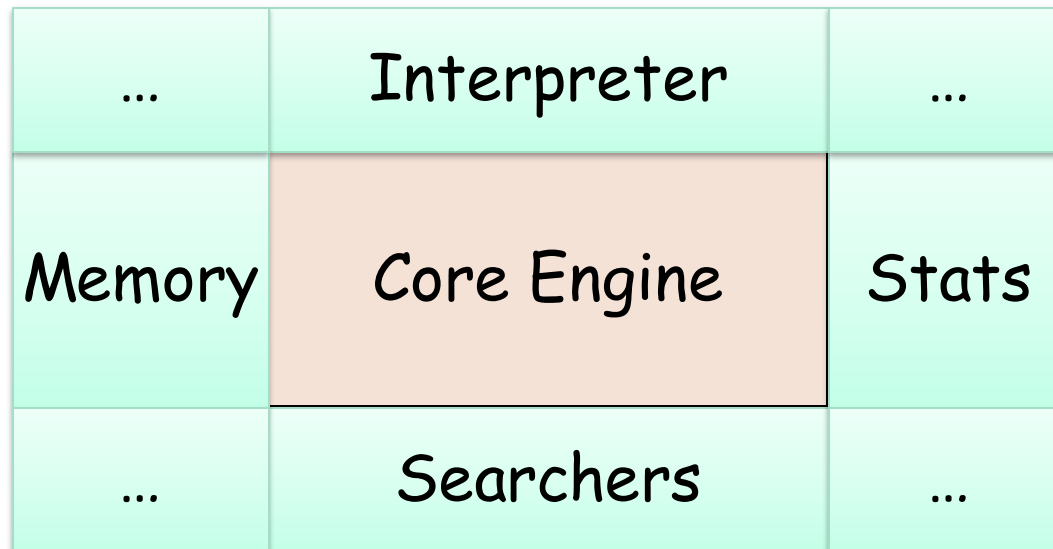 ... Interpreter ...
Memory Core Engine Stats
... Searchers ...